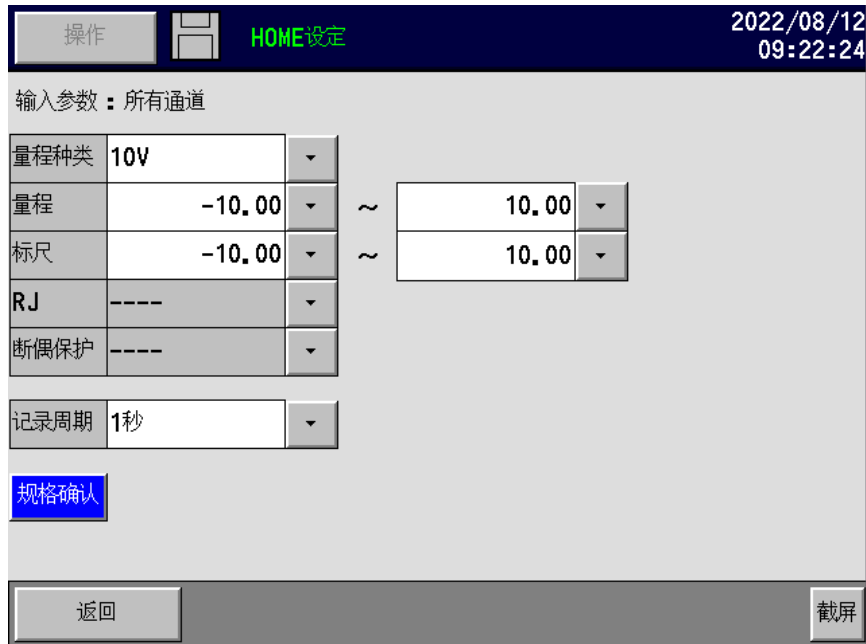 操作 HOME设定 2022/08/12
09:22:24
输入参数：所有通道
量程种类 10V
量程 -10.00 ～ 10.00
标尺 -10.00 ～ 10.00
RJ ----
断偶保护 ----
记录周期 1秒
规格确认
返回 截屏